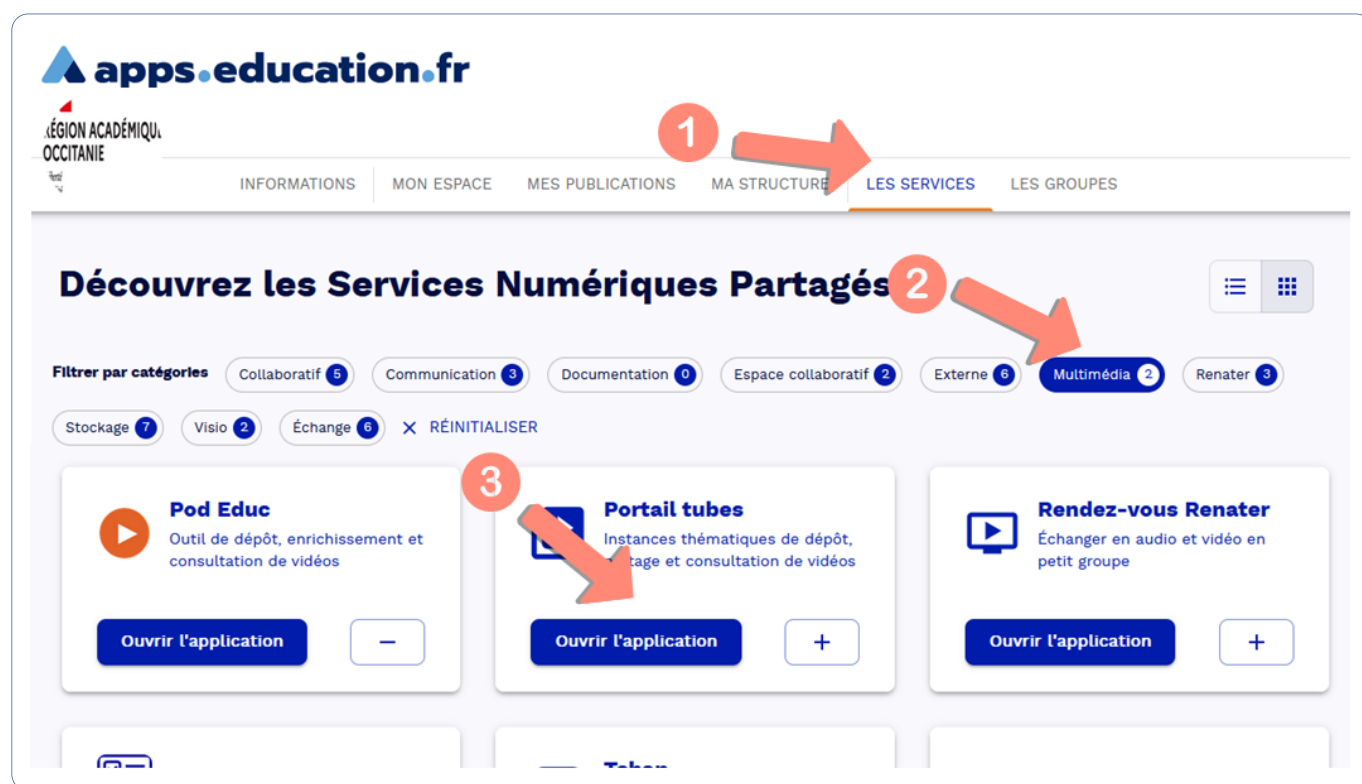 apps.education.fr
RÉGION ACADÉMIQUE
OCCITANIE
1
INFORMATIONS MON ESPACE MES PUBLICATIONS MA STRUCTURE LES SERVICES LES GROUPES
Découvrez les Services Numériques Partagés
2
Filtrer par catégories Collaboratif 5 Communication 3 Documentation 0 Espace collaboratif 2 Externe 6 Multimédia 2 Renater 3
Stockage 7 Visio 2 Échange 6 × RÉINITIALISER
3
Pod Educ
Outil de dépôt, enrichissement et
consultation de vidéos
Ouvrir l'application −
Portail tubes
Instances thématiques de dépôt,
et consultation de vidéos
Ouvrir l'application +
Rendez-vous Renater
Échanger en audio et vidéo en
petit groupe
Ouvrir l'application +